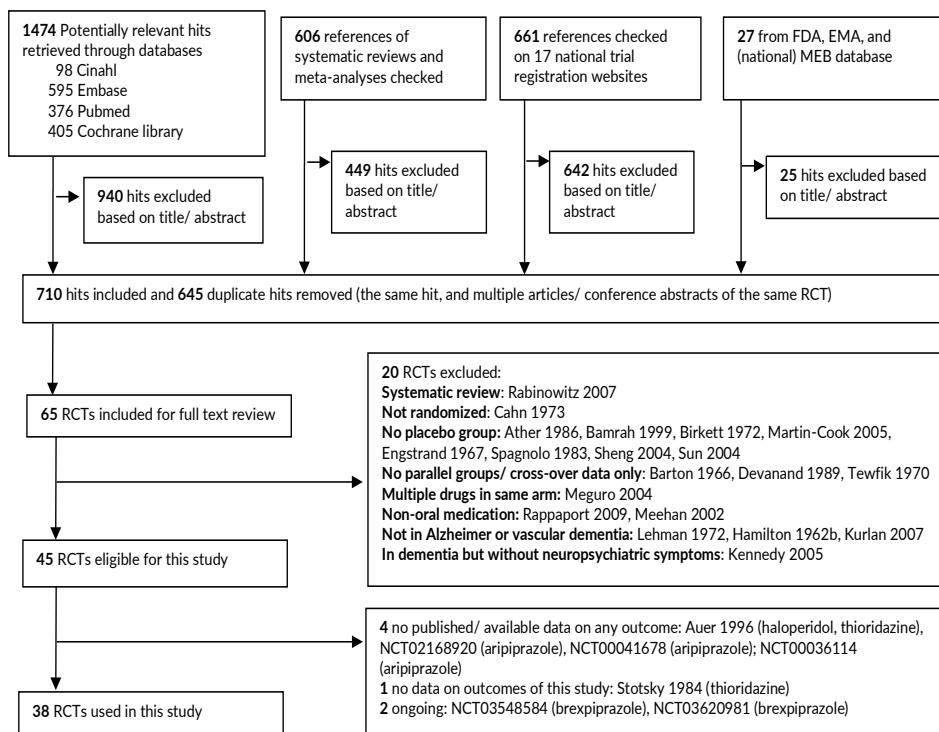 1474 Potentially relevant hits
retrieved through databases
98 Cinahl
595 Embase
376 Pubmed
405 Cochrane library
606 references of
systematic reviews and
meta-analyses checked
661 references checked
on 17 national trial
registration websites
27 from FDA, EMA, and
(national) MEB database
940 hits excluded
based on title/ abstract
449 hits excluded
based on title/
abstract
642 hits excluded
based on title/
abstract
25 hits excluded based
on title/ abstract
710 hits included and 645 duplicate hits removed (the same hit, and multiple articles/ conference abstracts of the same RCT)
65 RCTs included for full text review
20 RCTs excluded:
Systematic review: Rabinowitz 2007
Not randomized: Cahn 1973
No placebo group: Ather 1986, Bamrah 1999, Birkett 1972, Martin-Cook 2005,
Engstrand 1967, Spagnolo 1983, Sheng 2004, Sun 2004
No parallel groups/ cross-over data only: Barton 1966, Devanand 1989, Tewfik 1970
Multiple drugs in same arm: Meguro 2004
Non-oral medication: Rappaport 2009, Meehan 2002
Not in Alzheimer or vascular dementia: Lehman 1972, Hamilton 1962b, Kurlan 2007
In dementia but without neuropsychiatric symptoms: Kennedy 2005
45 RCTs eligible for this study
4 no published/ available data on any outcome: Auer 1996 (haloperidol, thioridazine),
NCT02168920 (aripiprazole), NCT00041678 (aripiprazole); NCT00036114
(aripiprazole)
1 no data on outcomes of this study: Stotsky 1984 (thioridazine)
2 ongoing: NCT03548584 (brexpiprazole), NCT03620981 (brexpiprazole)
38 RCTs used in this study